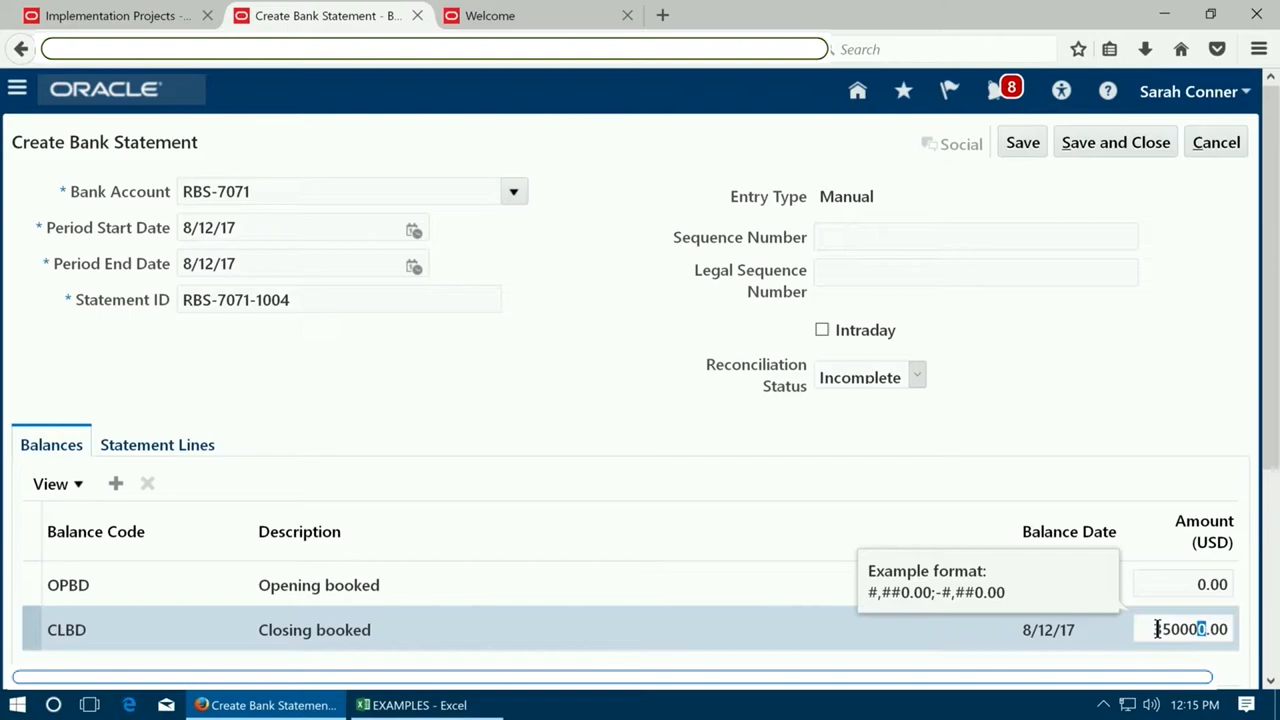 Implementation Projects -...
Create Bank Statement - B...
Welcome
Search
ORACLE
8
Sarah Conner
Create Bank Statement
Social
Save
Save and Close
Cancel
* Bank Account RBS-7071
* Period Start Date 8/12/17
* Period End Date 8/12/17
* Statement ID RBS-7071-1004
Entry Type Manual
Sequence Number
Legal Sequence
Number
Intraday
Reconciliation
Status
Incomplete
Balances Statement Lines
View
Balance Code Description Balance Date Amount
(USD)
Example format:
#,##0.00;-#,##0.00
OPBD Opening booked 0.00
CLBD Closing booked 8/12/17 50000.00
Create Bank Statemen...
EXAMPLES - Excel
12:15 PM